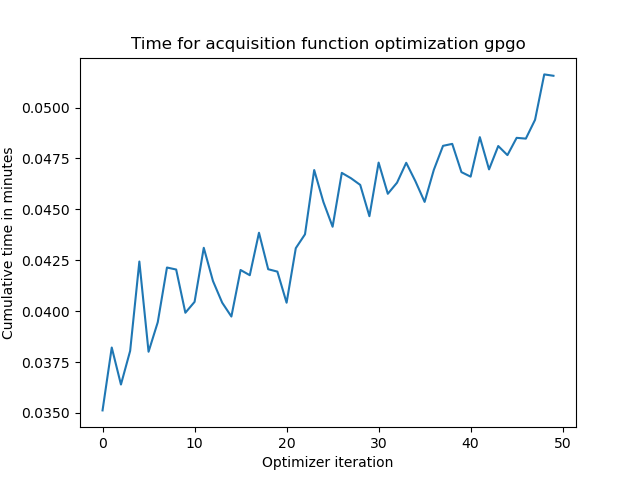 Time for acquisition function optimization gpgo
Cumulative time in minutes
0.0500
0.0475
0.0450
0.0425
0.0400
0.0375
0.0350
0 10 20 30 40 50
Optimizer iteration